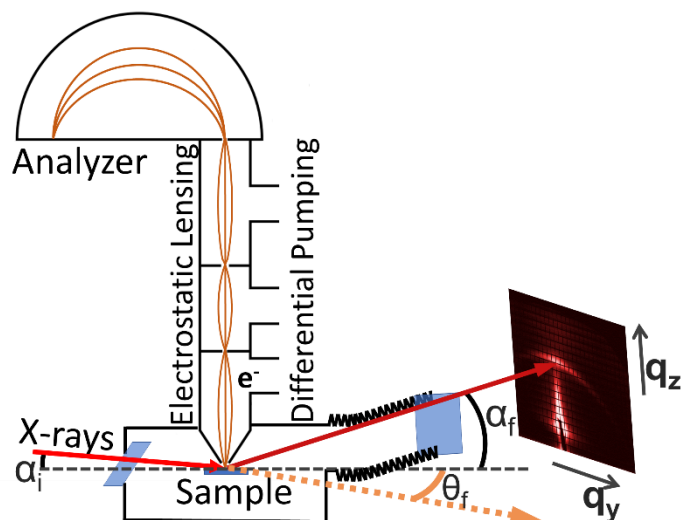 Analyzer
Electrostatic Lensing
Differential Pumping
e-
X-rays
αi
Sample
αf
θf
qz
qy